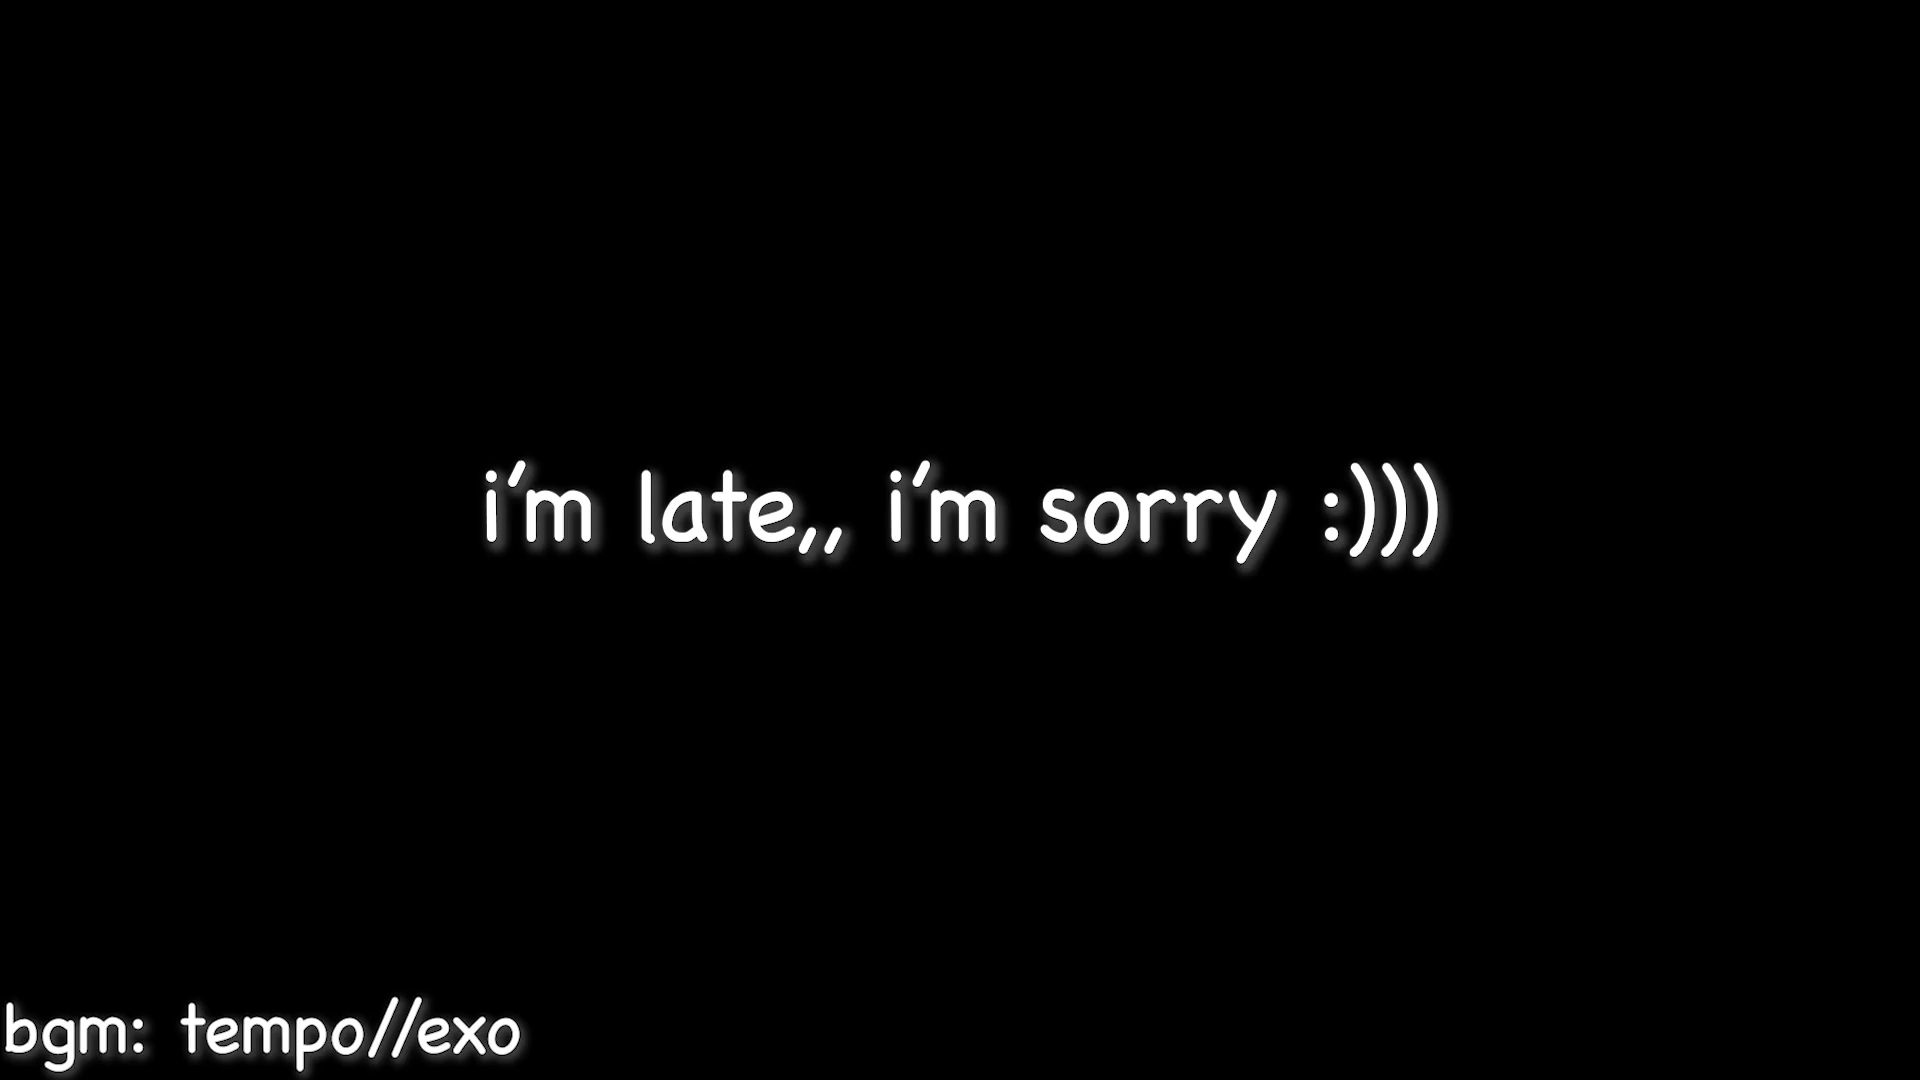 i'm late,, i'm sorry :)))
bgm: tempo//exo